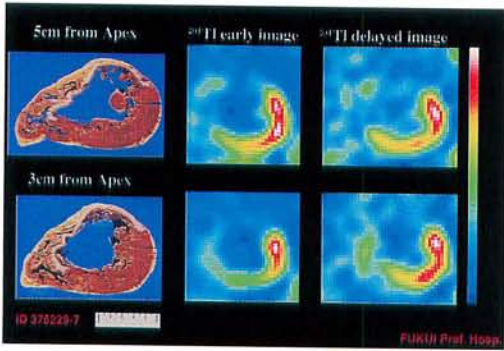 5cm from Apex
²⁰¹Tl early image
²⁰¹Tl delayed image
3cm from Apex
ID 375229-7
FUKUI Pref. Hosp.